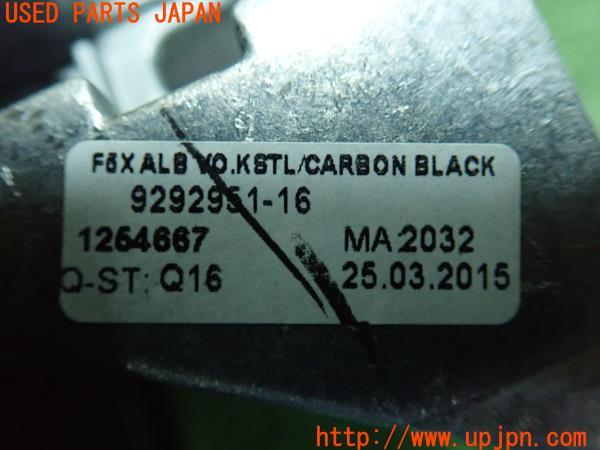 USED PARTS JAPAN
F5X ALB VO.KSTL/CARBON BLACK
9292951-16
1254667 MA 2032
Q-ST: Q16 25.03.2015
http://www.upjpn.com